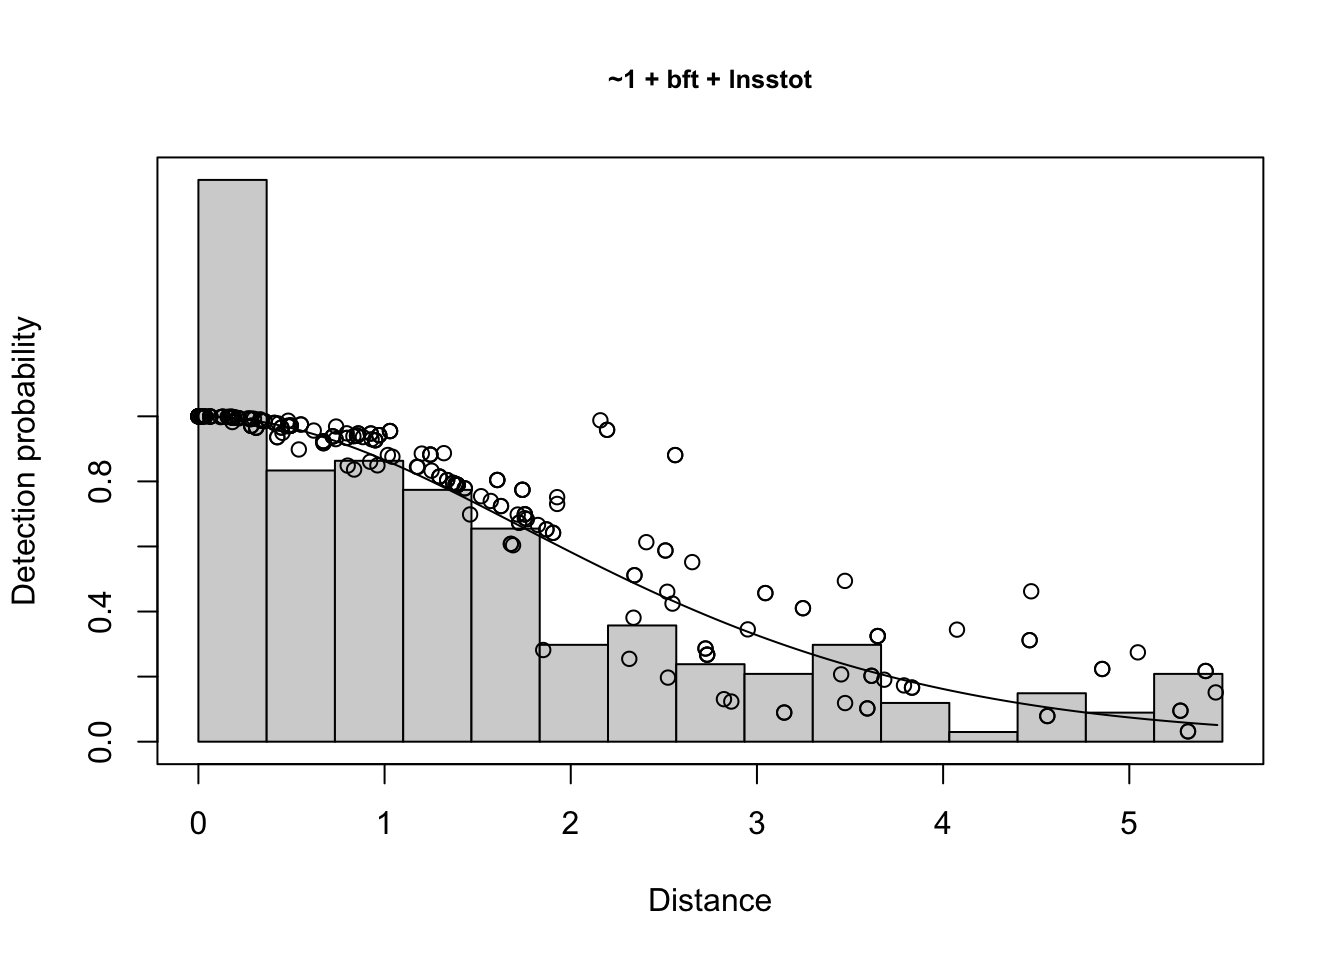 ~1 + bft + lnsstot
Detection probability
0.8
0.4
0.0
0 1 2 3 4 5
Distance